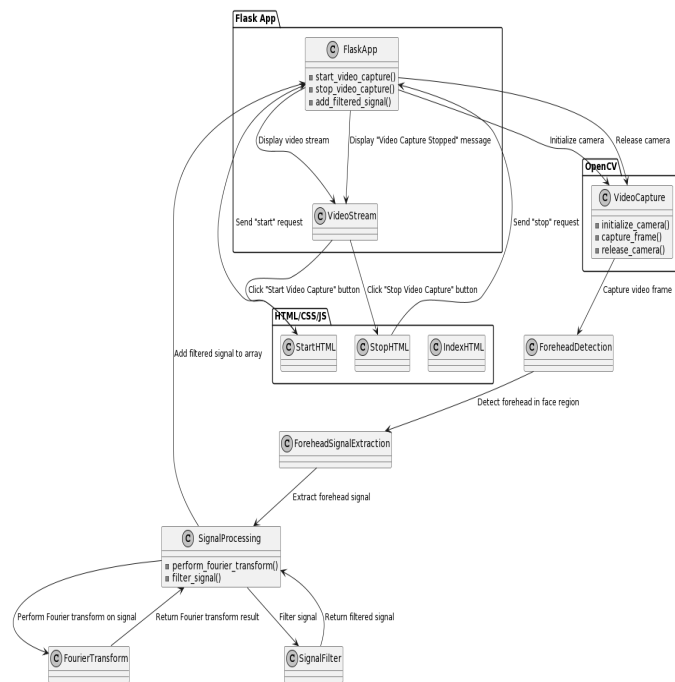 Flask App
C FlaskApp
start_video_capture()
stop_video_capture()
add_filtered_signal()
Display video stream
Display "Video Capture Stopped" message
Initialize camera
Release camera
OpenCV
C VideoCapture
initialize_camera()
capture_frame()
release_camera()
C VideoStream
Send "start" request
Send "stop" request
Click "Start Video Capture" button
Click "Stop Video Capture" button
Capture video frame
HTML/CSS/JS
C StartHTML
C StopHTML
C IndexHTML
C ForeheadDetection
Add filtered signal to array
Detect forehead in face region
C ForeheadSignalExtraction
Extract forehead signal
C SignalProcessing
perform_fourier_transform()
filter_signal()
Perform Fourier transform on signal
Return Fourier transform result
Filter signal
Return filtered signal
C FourierTransform
C SignalFilter